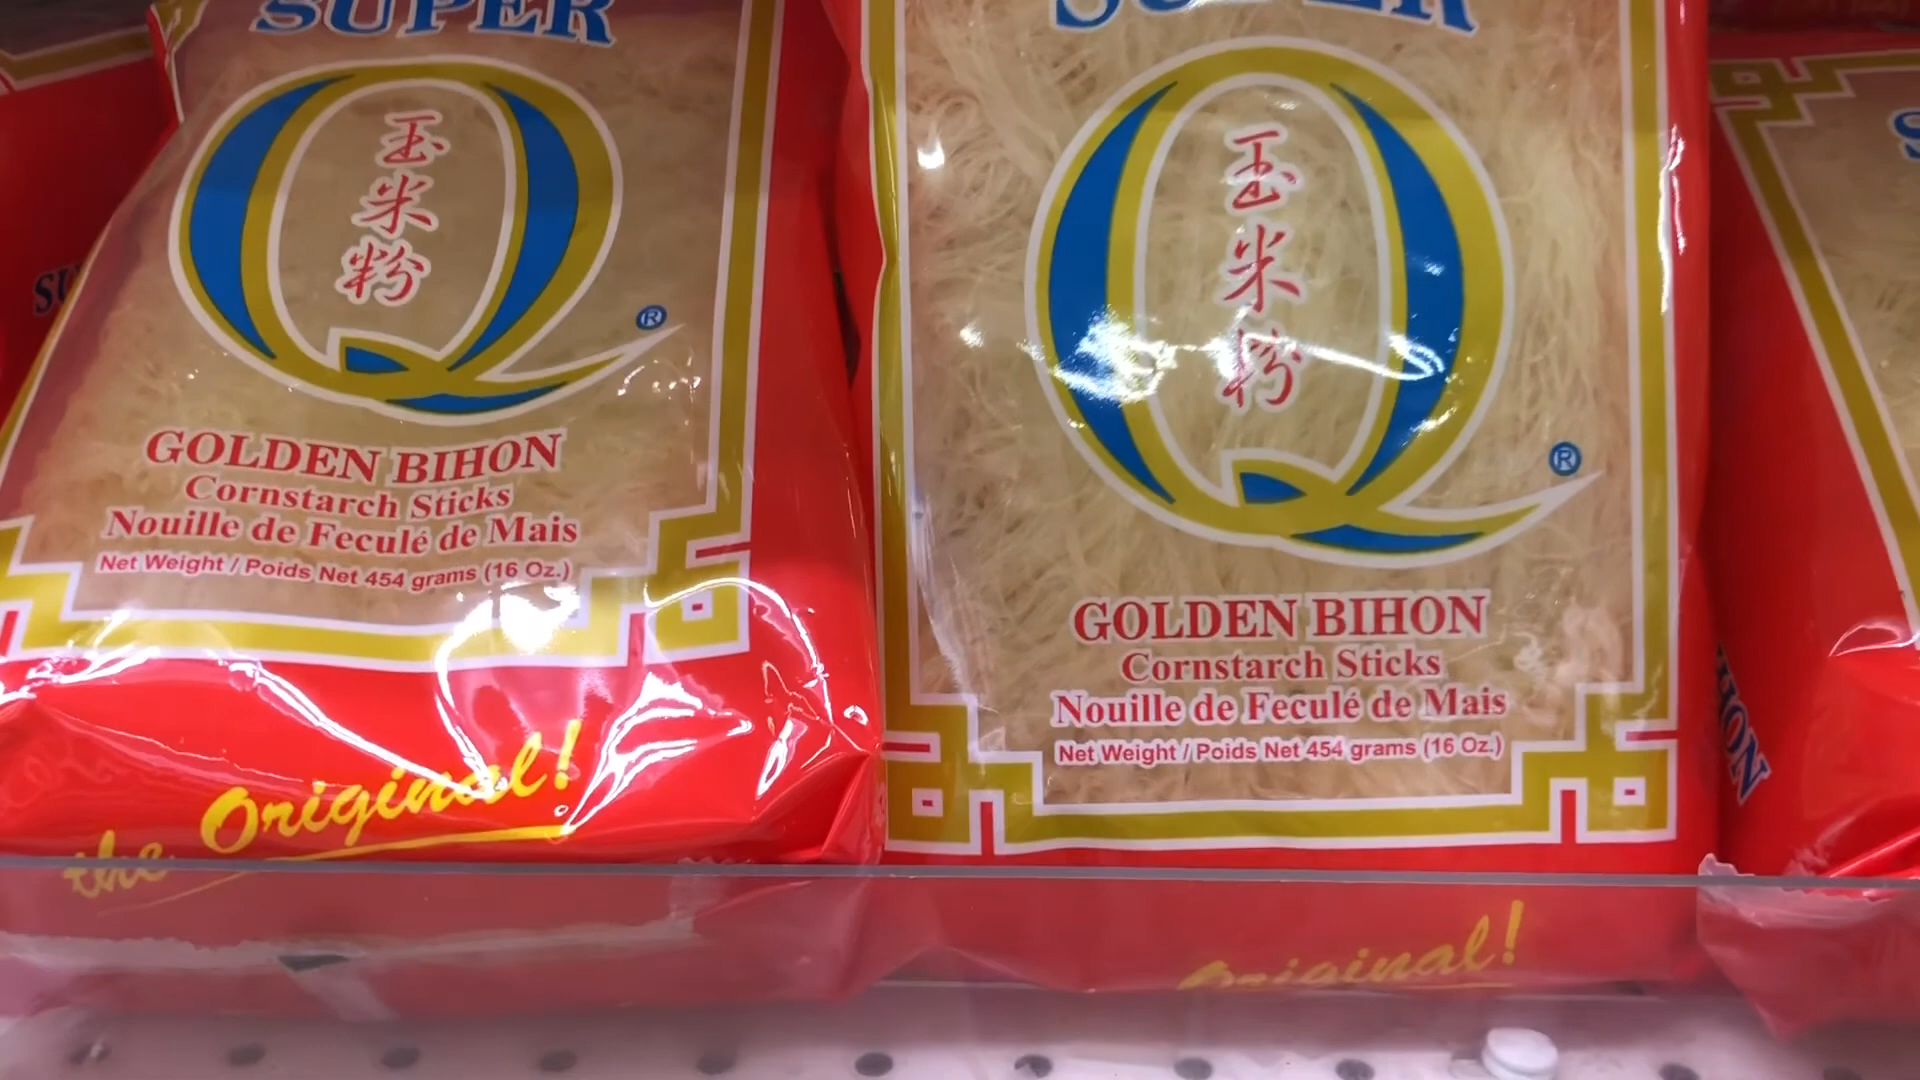 SUPER
Q
玉
米
粉
®
GOLDEN BIHON
Cornstarch Sticks
Nouille de Feculé de Mais
Net Weight / Poids Net 454 grams (16 Oz.)
the Original!
SUPER
Q
玉
米
粉
®
GOLDEN BIHON
Cornstarch Sticks
Nouille de Feculé de Mais
Net Weight / Poids Net 454 grams (16 Oz.)
Original!